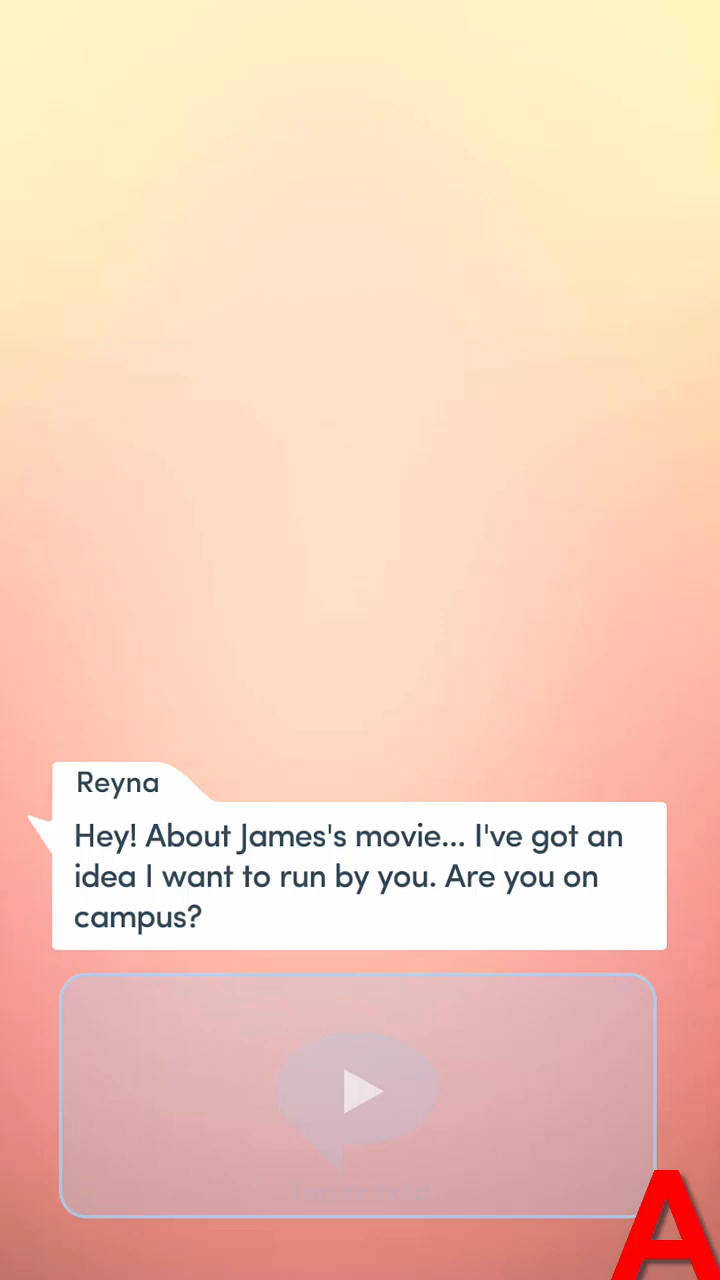 Reyna
Hey! About James's movie... I've got an
idea I want to run by you. Are you on
campus?
A